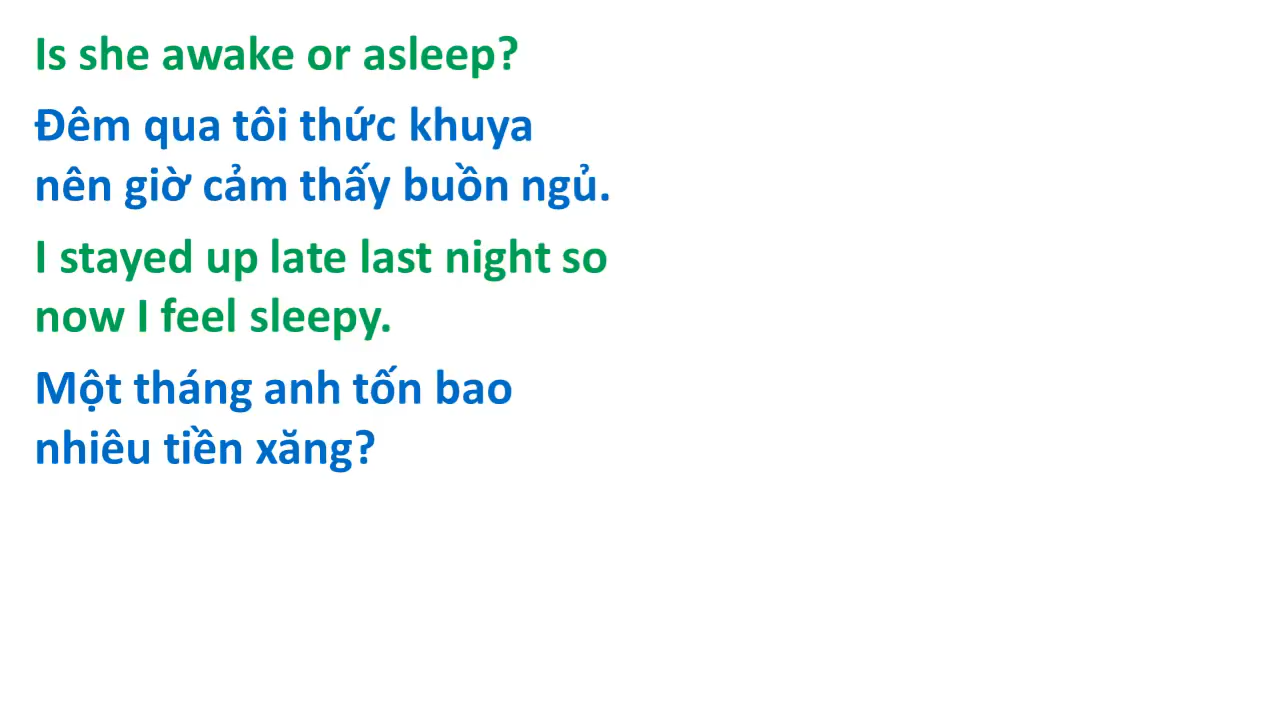 Is she awake or asleep?
Đêm qua tôi thức khuya
nên giờ cảm thấy buồn ngủ.
I stayed up late last night so
now I feel sleepy.
Một tháng anh tốn bao
nhiêu tiền xăng?